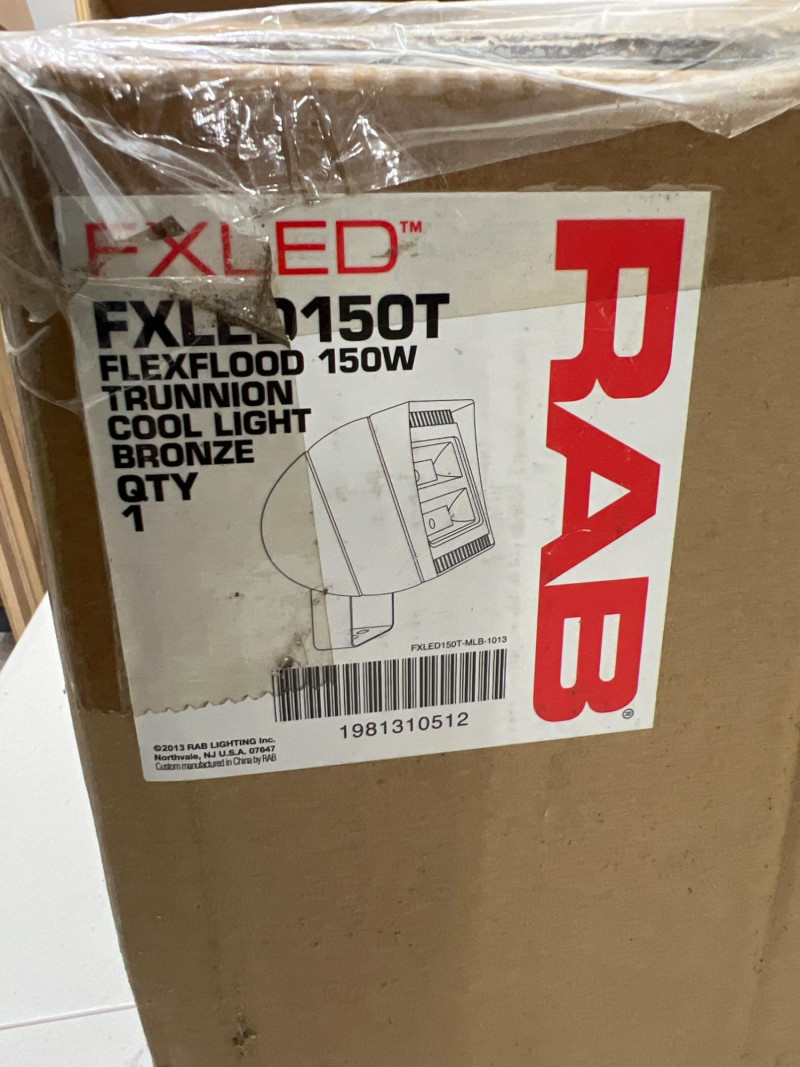 FXLED™
FXLED150T
FLEXFLOOD 150W
TRUNNION
COOL LIGHT
BRONZE
QTY
1
RAB®
FXLED150T-MLB-1013
1981310512
©2013 RAB LIGHTING Inc.
Northvale, NJ U.S.A. 07647
Custom manufactured in China by RAB